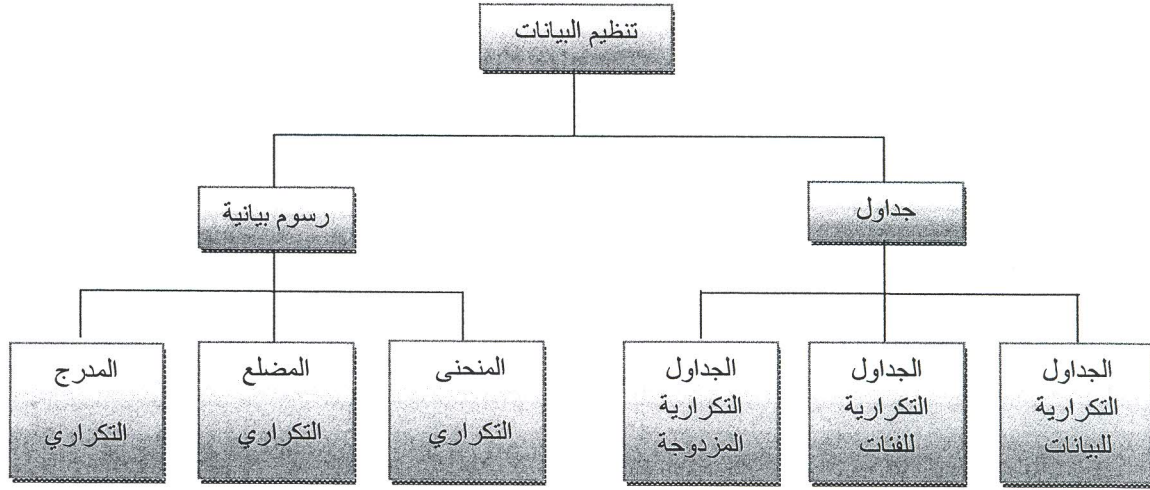 تنظيم البيانات
جداول
رسوم بيانية
الجداول
التكرارية
للبيانات
الجداول
التكرارية
للفئات
الجداول
التكرارية
المزدوجة
المنحنى
التكراري
المضلع
التكراري
المدرج
التكراري